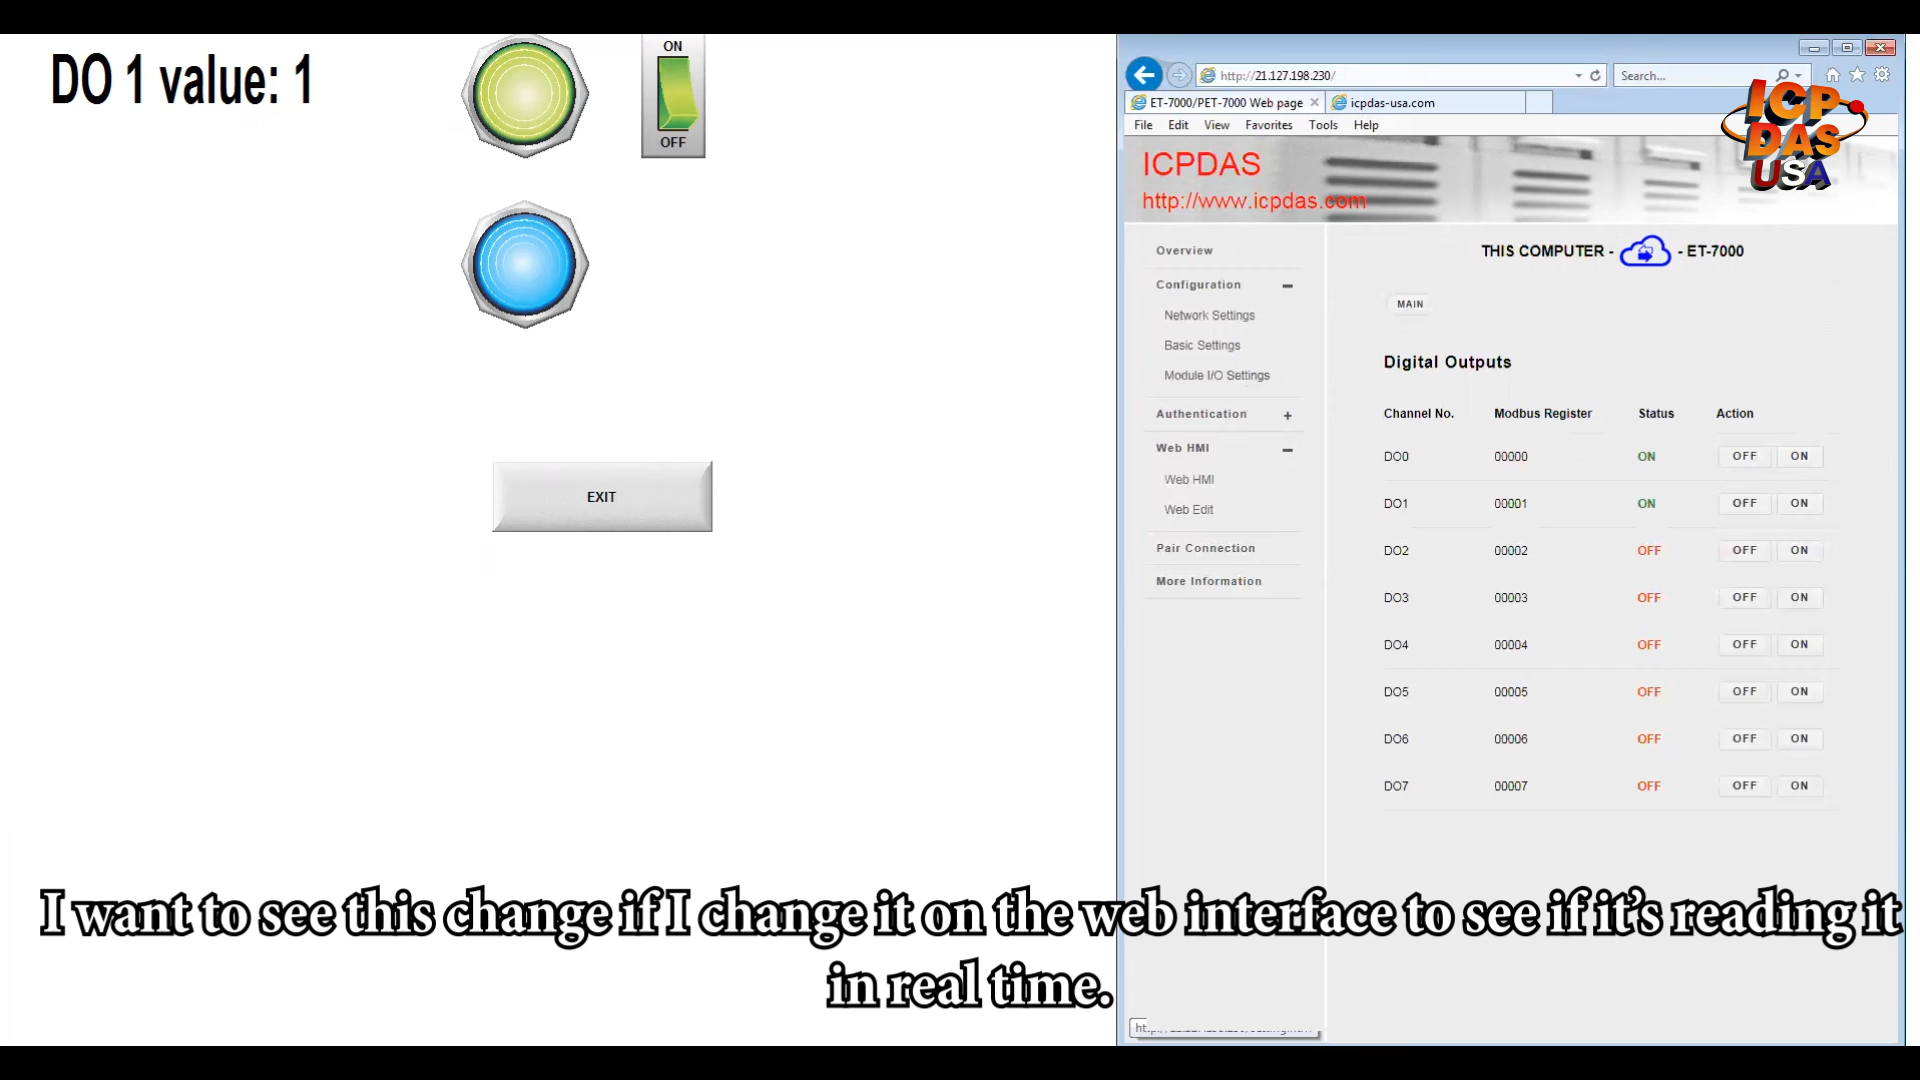 DO 1 value: 1
ON
OFF
EXIT
http://21.127.198.230/
Search...
ET-7000/PET-7000 Web page
icpdas-usa.com
File Edit View Favorites Tools Help
ICP
DAS
USA
ICPDAS
http://www.icpdas.com
Overview
Configuration
Network Settings
Basic Settings
Module I/O Settings
Authentication
Web HMI
Web HMI
Web Edit
Pair Connection
More Information
THIS COMPUTER - - ET-7000
MAIN
Digital Outputs
Channel No. Modbus Register Status Action
DO0 00000 ON OFF ON
DO1 00001 ON OFF ON
DO2 00002 OFF OFF ON
DO3 00003 OFF OFF ON
DO4 00004 OFF OFF ON
DO5 00005 OFF OFF ON
DO6 00006 OFF OFF ON
DO7 00007 OFF OFF ON
I want to see this change if I change it on the web interface to see if it's reading it
in real time.